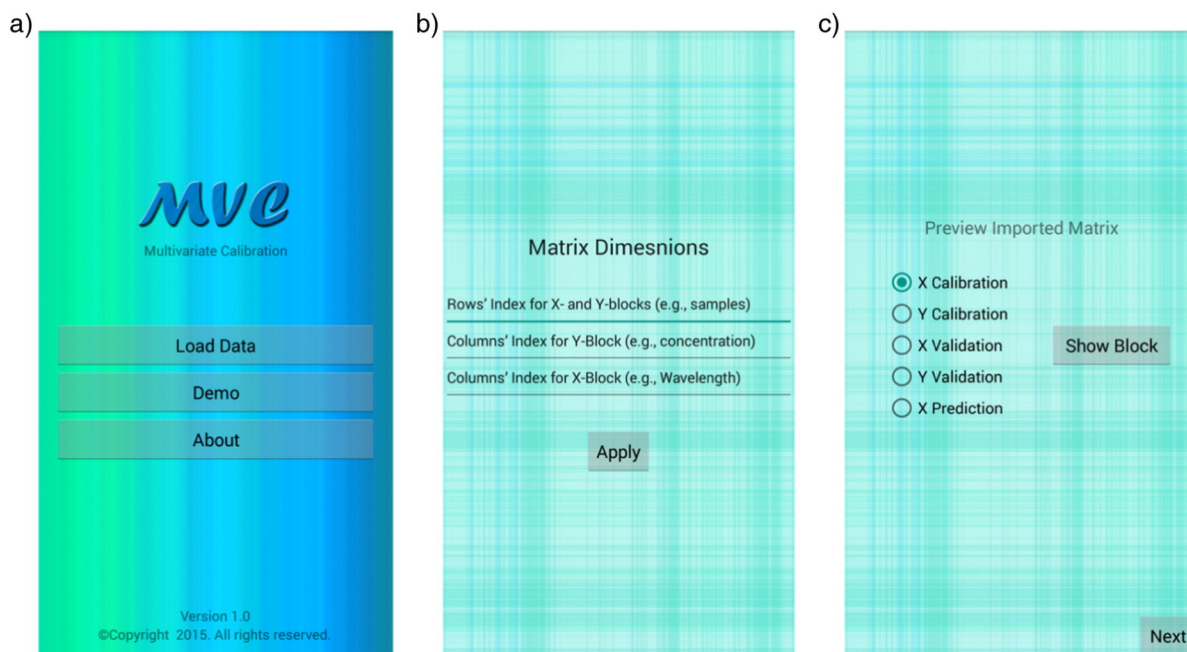 a)
MVC
Multivariate Calibration
Load Data
Demo
About
Version 1.0
©Copyright 2015. All rights reserved.
b)
Matrix Dimesnions
Rows' Index for X- and Y-blocks (e.g., samples)
Columns' Index for Y-Block (e.g., concentration)
Columns' Index for X-Block (e.g., Wavelength)
Apply
c)
Preview Imported Matrix
X Calibration
Y Calibration
X Validation
Y Validation
X Prediction
Show Block
Next